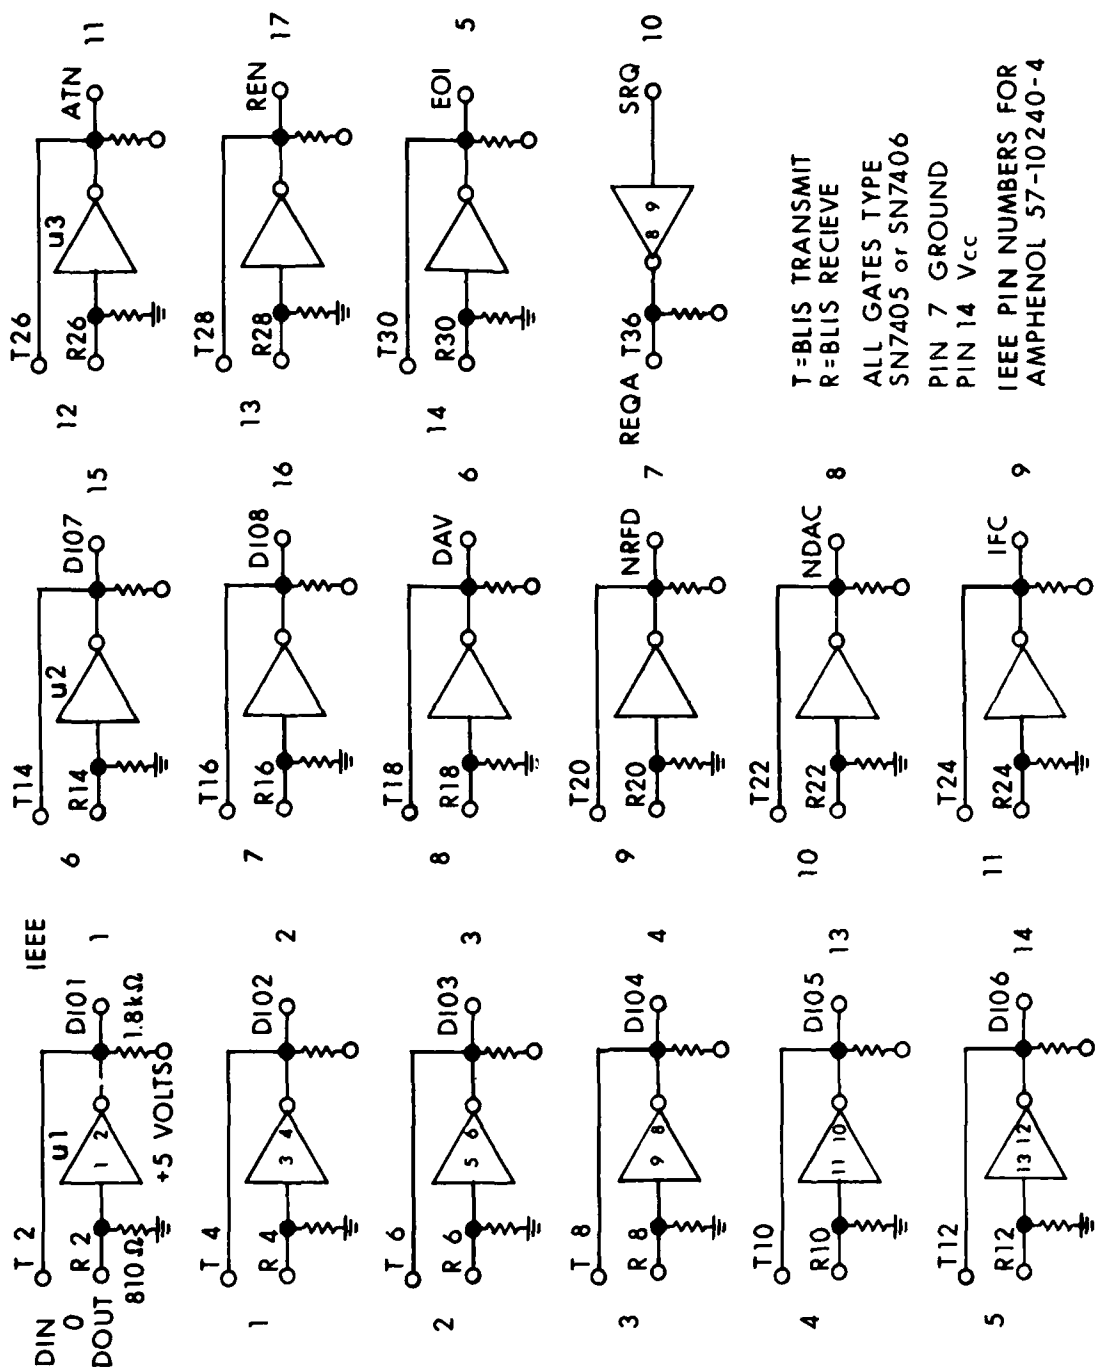 DIN
T 2
IEEE
0
u1
DOUT
R 2
1 2
DIO1
1
810Ω
+5 VOLTS
1.8kΩ
T 4
1
R 4
3 4
DIO2
2
T 6
2
R 6
5 6
DIO3
3
T 8
3
R 8
9 8
DIO4
4
T10
4
R10
11 10
DIO5
13
T12
5
R12
13 12
DIO6
14
T14
6
R14
u2
DIO7
15
T16
7
R16
DIO8
16
T18
8
R18
DAV
6
T20
9
R20
NRFD
7
T22
10
R22
NDAC
8
T24
11
R24
IFC
9
T26
12
R26
u3
ATN
11
T28
13
R28
REN
17
T30
14
R30
EOI
5
REQA T36
8 9
SRQ
10
T=BLIS TRANSMIT
R=BLIS RECIEVE
ALL GATES TYPE
SN7405 or SN7406
PIN 7 GROUND
PIN 14 Vcc
IEEE PIN NUMBERS FOR
AMPHENOL 57-10240-4